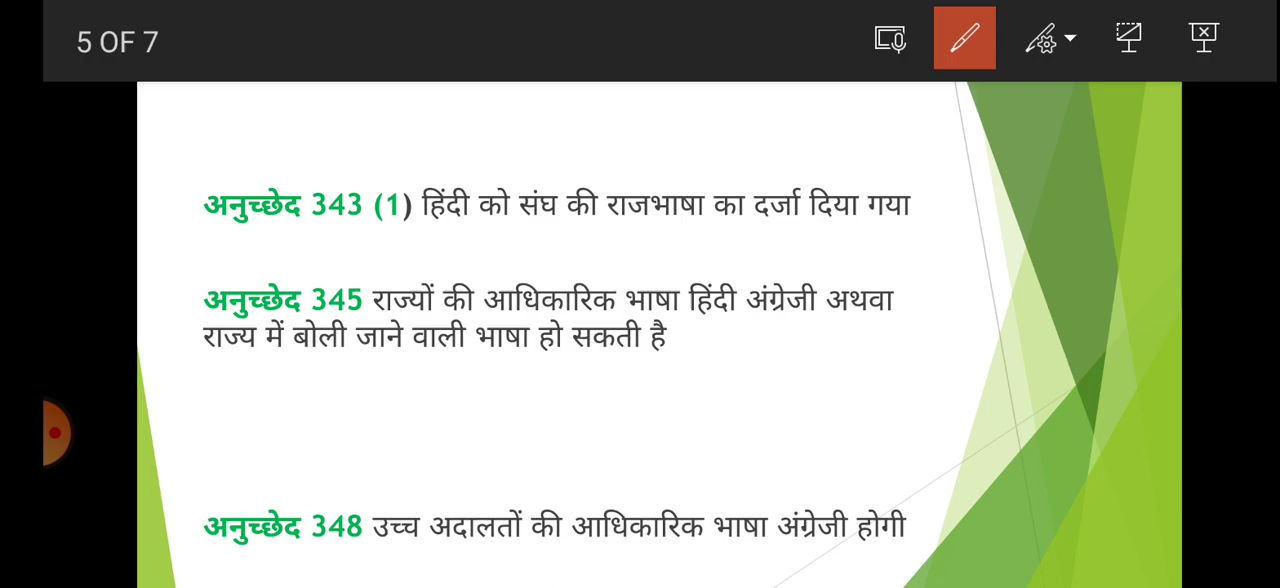 5 OF 7
अनुच्छेद 343 (1) हिंदी को संघ की राजभाषा का दर्जा दिया गया
अनुच्छेद 345 राज्यों की आधिकारिक भाषा हिंदी अंग्रेजी अथवा
राज्य में बोली जाने वाली भाषा हो सकती है
अनुच्छेद 348 उच्च अदालतों की आधिकारिक भाषा अंग्रेजी होगी